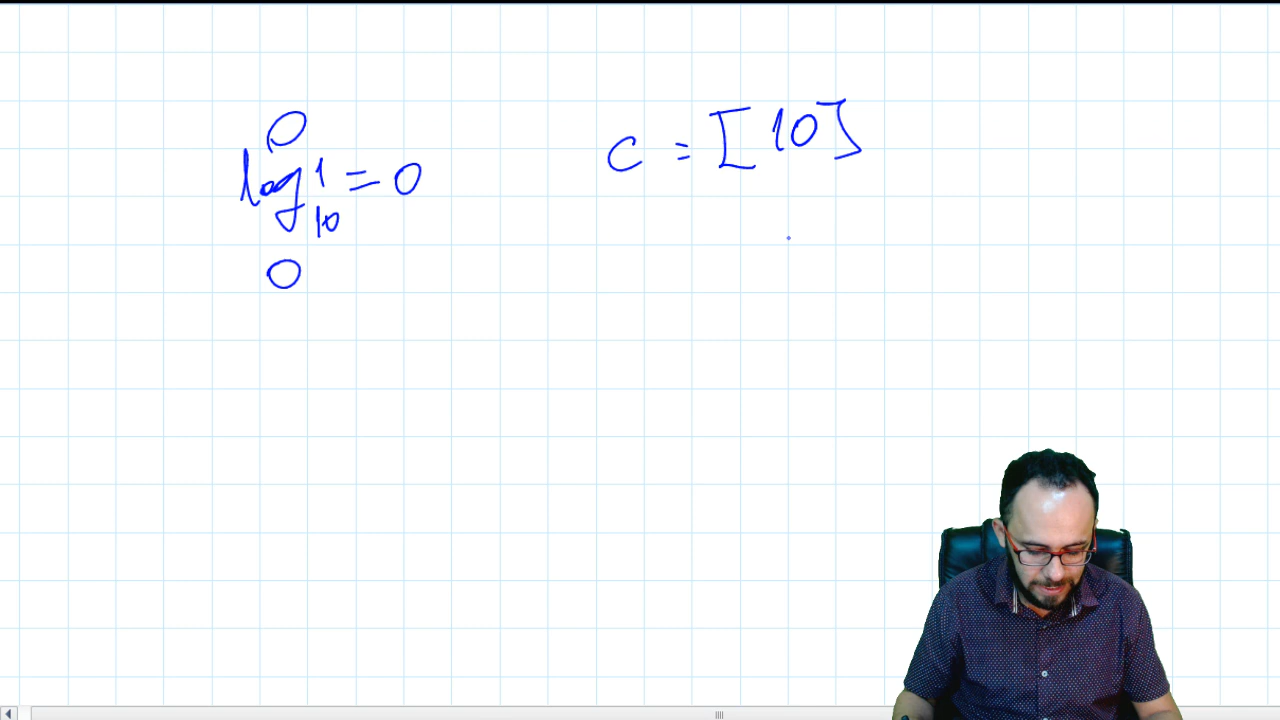 0
log 1 = 0
10
0
c = [10]